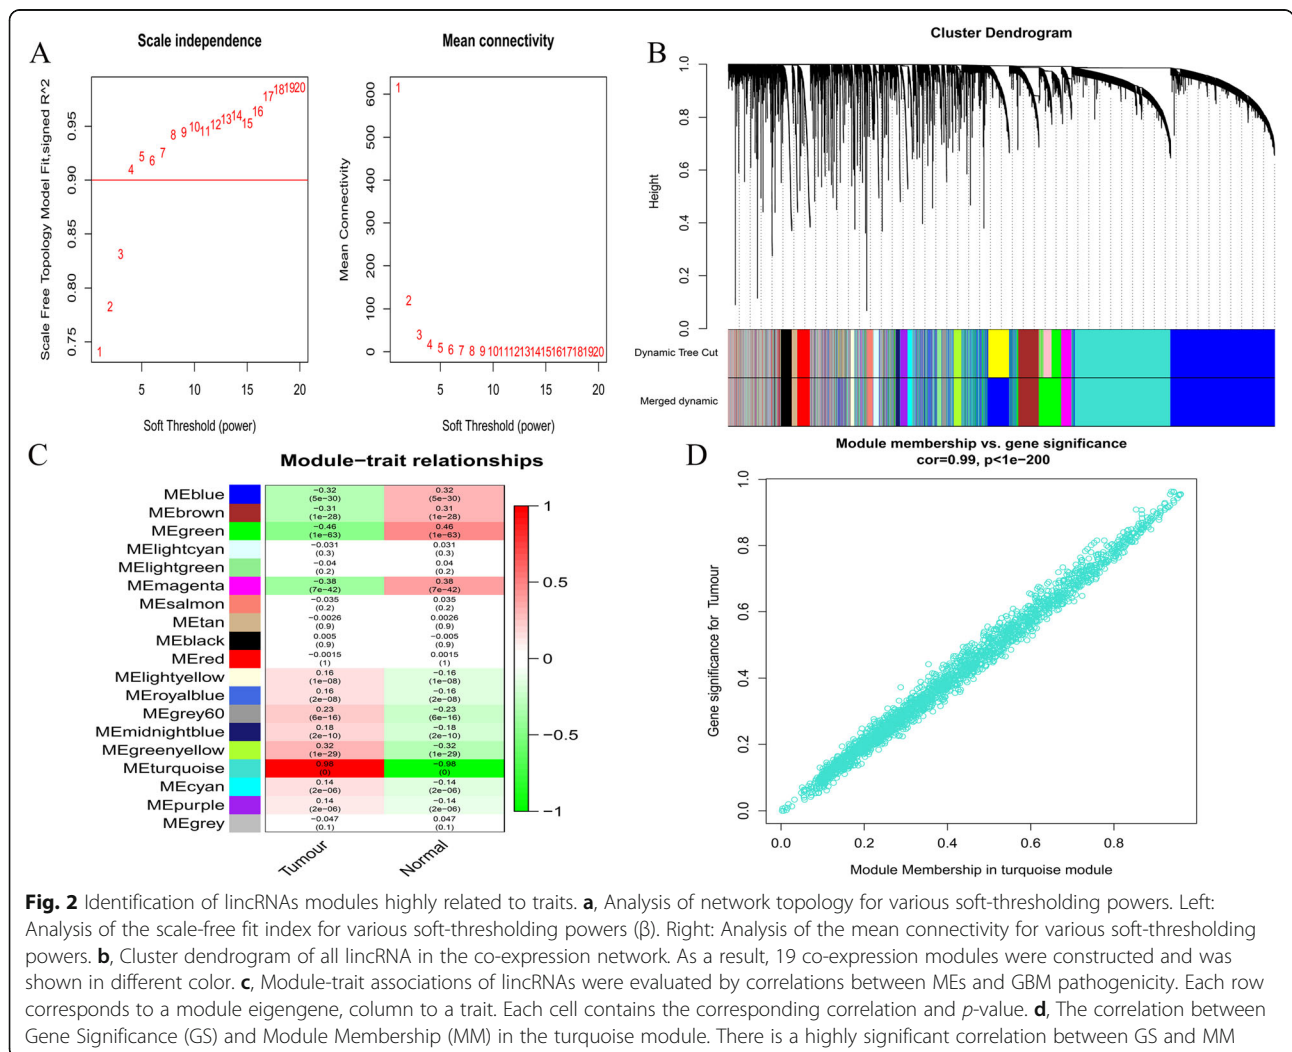 A
Scale independence
Scale Free Topology Model Fit,signed R^2
0.75 0.80 0.85 0.90 0.95
1 2 3 4 5 6 7 8 9 10 11 12 13 14 15 16 17 18 19 20
5 10 15 20
Soft Threshold (power)
Mean connectivity
Mean Connectivity
0 100 200 300 400 500 600
1 2 3 4 5 6 7 8 9 10 11 12 13 14 15 16 17 18 19 20
5 10 15 20
Soft Threshold (power)
B
Cluster Dendrogram
Height
0.0 0.2 0.4 0.6 0.8 1.0
Dynamic Tree Cut
Merged dynamic
C
Module−trait relationships
MEblue −0.32 (5e−30) 0.32 (5e−30)
MEbrown −0.31 (1e−28) 0.31 (1e−28)
MEgreen −0.46 (1e−63) 0.46 (1e−63)
MElightcyan −0.031 (0.3) 0.031 (0.3)
MElightgreen −0.04 (0.2) 0.04 (0.2)
MEmagenta −0.38 (7e−42) 0.38 (7e−42)
MEsalmon −0.035 (0.2) 0.035 (0.2)
MEtan −0.0026 (0.9) 0.0026 (0.9)
MEblack 0.005 (0.9) −0.005 (0.9)
MEred −0.0015 (1) 0.0015 (1)
MElightyellow 0.16 (1e−08) −0.16 (1e−08)
MEroyalblue 0.16 (2e−08) −0.16 (2e−08)
MEgrey60 0.23 (6e−16) −0.23 (6e−16)
MEmidnightblue 0.18 (2e−10) −0.18 (2e−10)
MEgreenyellow 0.32 (1e−29) −0.32 (1e−29)
MEturquoise 0.98 (0) −0.98 (0)
MEcyan 0.14 (2e−06) −0.14 (2e−06)
MEpurple 0.14 (2e−06) −0.14 (2e−06)
MEgrey −0.047 (0.1) 0.047 (0.1)
Tumour Normal
1
0.5
0
−0.5
−1
D
Module membership vs. gene significance
cor=0.99, p<1e−200
Gene significance for Tumour
0.0 0.2 0.4 0.6 0.8 1.0
0.0 0.2 0.4 0.6 0.8
Module Membership in turquoise module
Fig. 2 Identification of lincRNAs modules highly related to traits. a, Analysis of network topology for various soft-thresholding powers. Left:
Analysis of the scale-free fit index for various soft-thresholding powers (β). Right: Analysis of the mean connectivity for various soft-thresholding
powers. b, Cluster dendrogram of all lincRNA in the co-expression network. As a result, 19 co-expression modules were constructed and was
shown in different color. c, Module-trait associations of lincRNAs were evaluated by correlations between MEs and GBM pathogenicity. Each row
corresponds to a module eigengene, column to a trait. Each cell contains the corresponding correlation and p-value. d, The correlation between
Gene Significance (GS) and Module Membership (MM) in the turquoise module. There is a highly significant correlation between GS and MM